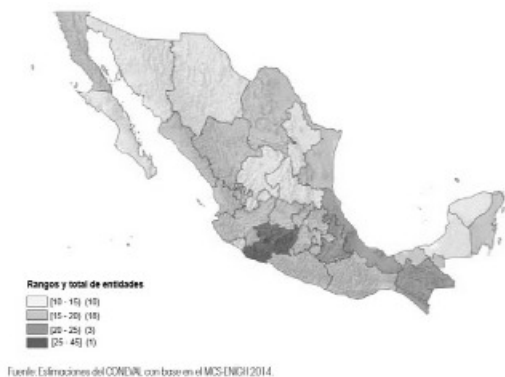 Rangos y total de entidades
[10 - 15) (10)
[15 - 20) (18)
[20 - 25) (3)
[25 - 45] (1)
Fuente: Estimaciones del CONEVAL con base en el MCS-ENIGH 2014.